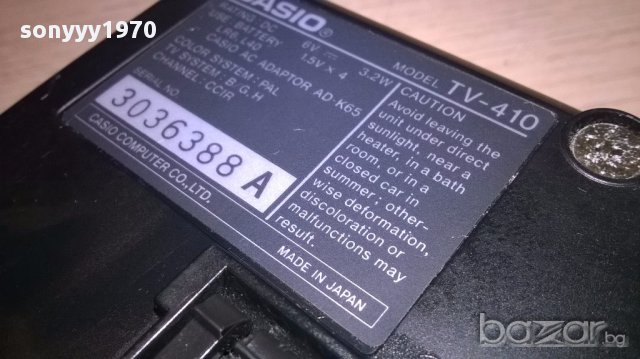 sonyyy1970
CASIO®
MODEL TV-410
RATING: DC 6V 3.2W
USE BATTERY
LR6 (40) 1.5V × 4
CASIO AC ADAPTOR AD-K65
COLOR SYSTEM: PAL
TV SYSTEM: B.G.H
CHANNEL: CCIR
SERIAL NO
3036388 A
CASIO COMPUTER CO., LTD.
CAUTION
Avoid leaving the
unit under direct
sunlight, near a
heater, in a bath
room, or in a
closed car in
summer; other-
wise deformation,
discoloration or
malfunctions may
result.
MADE IN JAPAN
bazar.bg